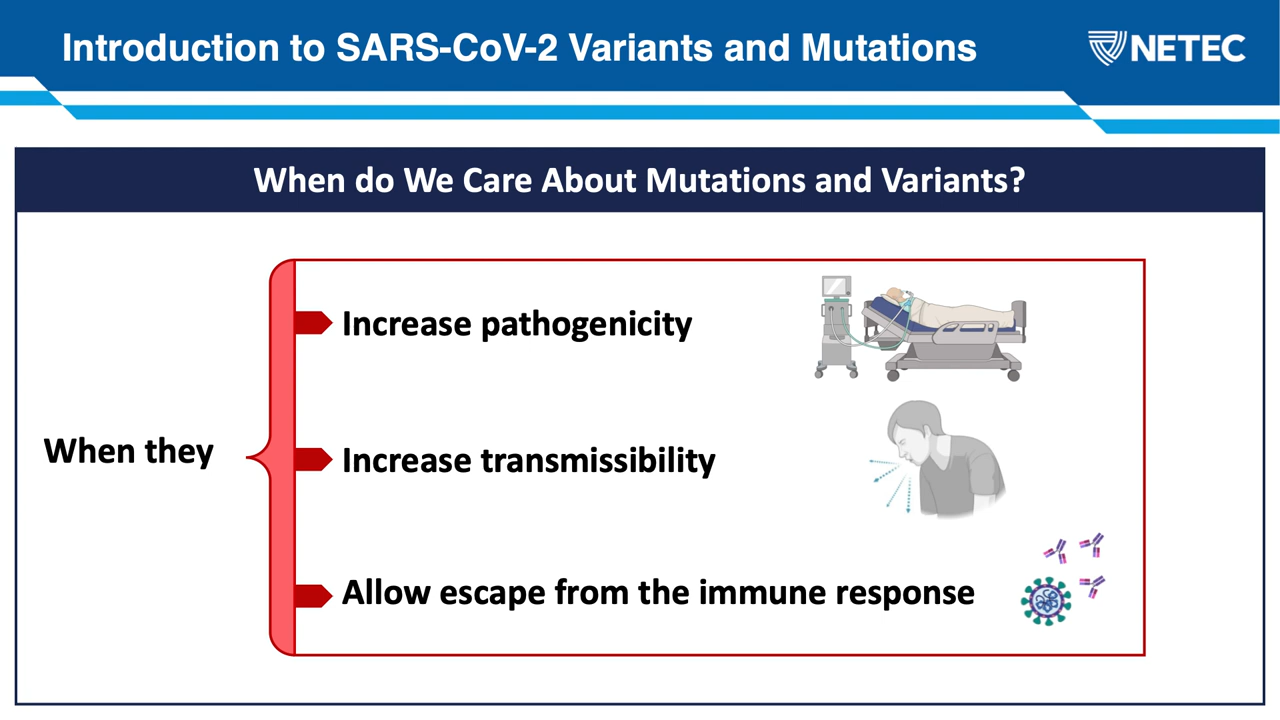 Introduction to SARS-CoV-2 Variants and Mutations
NETEC
When do We Care About Mutations and Variants?
When they
Increase pathogenicity
Increase transmissibility
Allow escape from the immune response